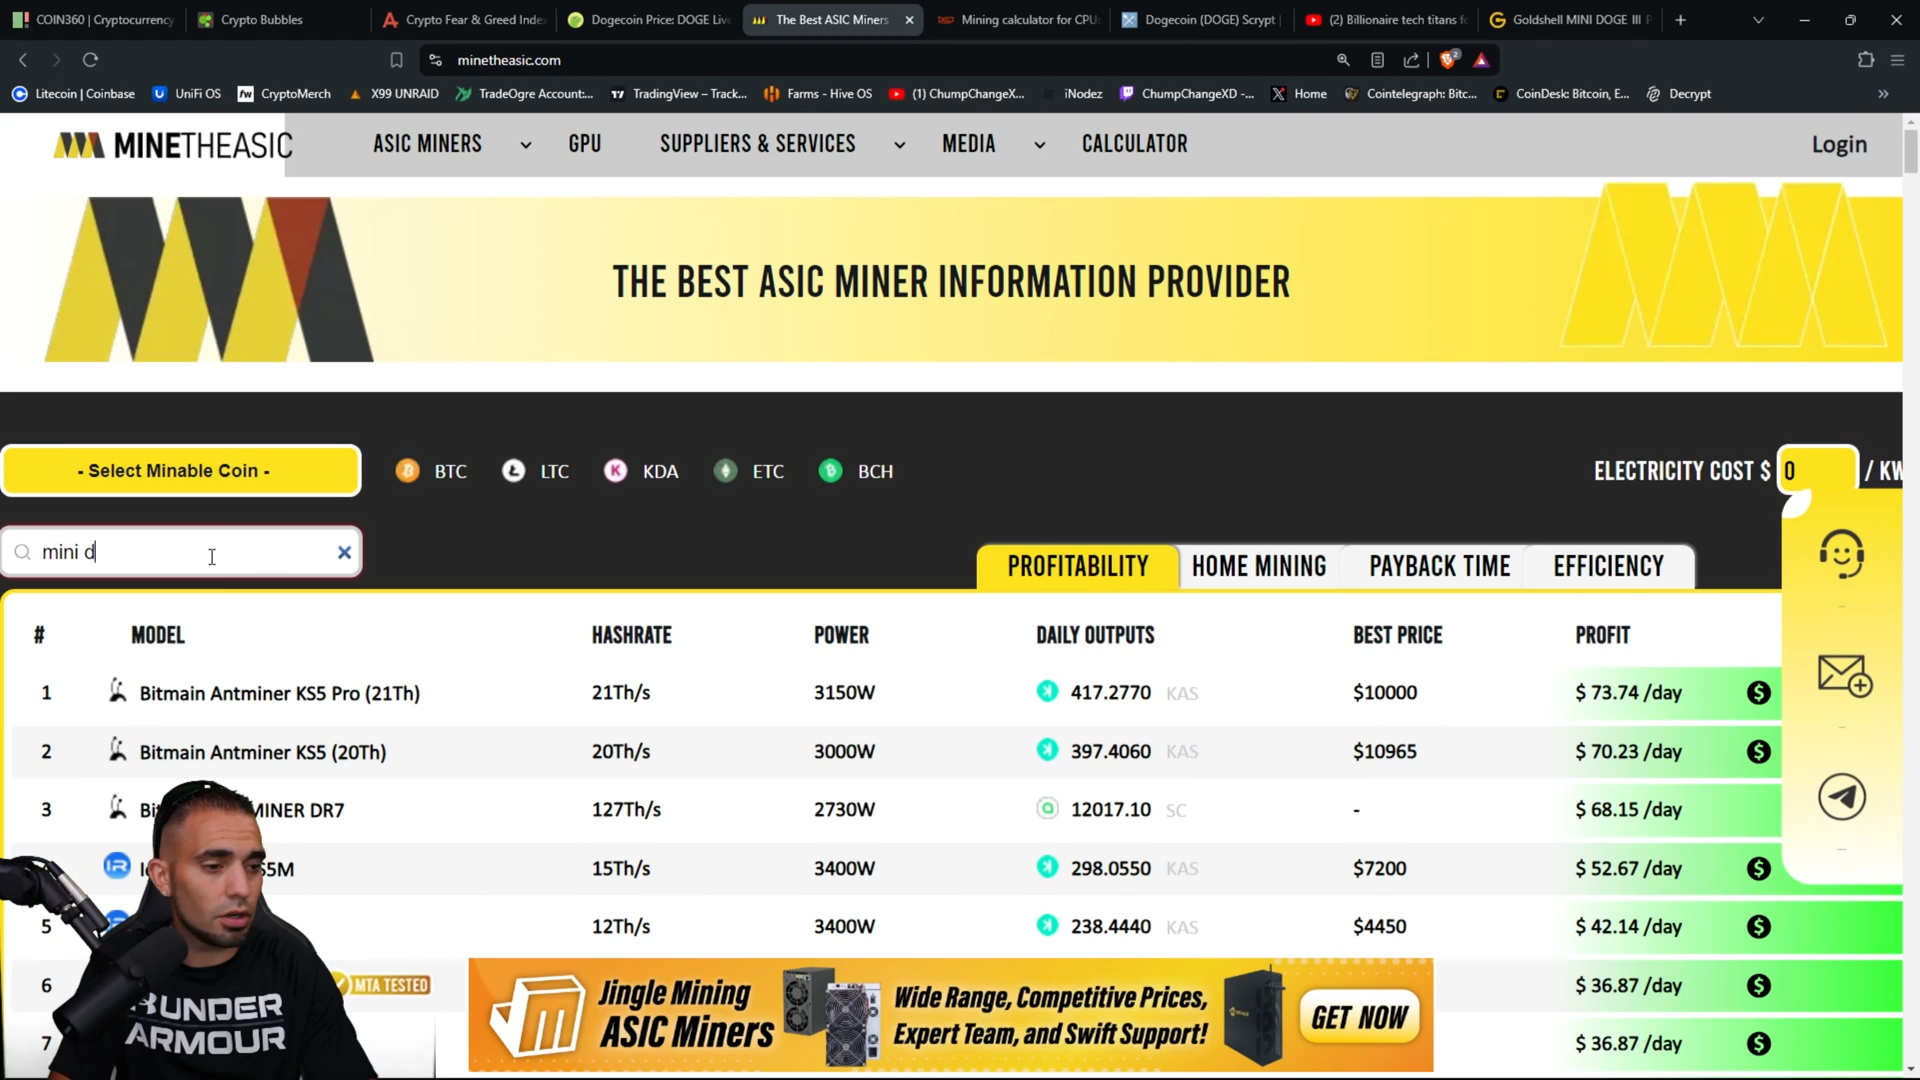 COIN360 | Cryptocurrency
Crypto Bubbles
Crypto Fear & Greed Index
Dogecoin Price: DOGE Liv
The Best ASIC Miners
Mining calculator for CPUs
Dogecoin (DOGE) Scrypt
(2) Billionaire tech titans f
Goldshell MINI DOGE III P
minetheasic.com
2
Litecoin | Coinbase
UniFi OS
fw
CryptoMerch
X99 UNRAID
TradeOgre Account:...
TradingView – Track...
Farms - Hive OS
(1) ChumpChangeX...
iNodez
ChumpChangeXD -...
Home
Cointelegraph: Bitc...
CoinDesk: Bitcoin, E...
Decrypt
MINETHEASIC
ASIC MINERS
GPU
SUPPLIERS & SERVICES
MEDIA
CALCULATOR
Login
THE BEST ASIC MINER INFORMATION PROVIDER
- Select Minable Coin -
BTC
LTC
KDA
ETC
BCH
ELECTRICITY COST $ 0 / KW
mini d
PROFITABILITY
HOME MINING
PAYBACK TIME
EFFICIENCY
# MODEL HASHRATE POWER DAILY OUTPUTS BEST PRICE PROFIT
1 Bitmain Antminer KS5 Pro (21Th) 21Th/s 3150W 417.2770 KAS $10000 $ 73.74 /day
2 Bitmain Antminer KS5 (20Th) 20Th/s 3000W 397.4060 KAS $10965 $ 70.23 /day
3 127Th/s 2730W 12017.10 SC - $ 68.15 /day
15Th/s 3400W 298.0550 KAS $7200 $ 52.67 /day
5 12Th/s 3400W 238.4440 KAS $4450 $ 42.14 /day
6 MTA TESTED $ 36.87 /day
7 $ 36.87 /day
Jingle Mining
ASIC Miners
Wide Range, Competitive Prices,
Expert Team, and Swift Support!
GET NOW
UNDER
ARMOUR